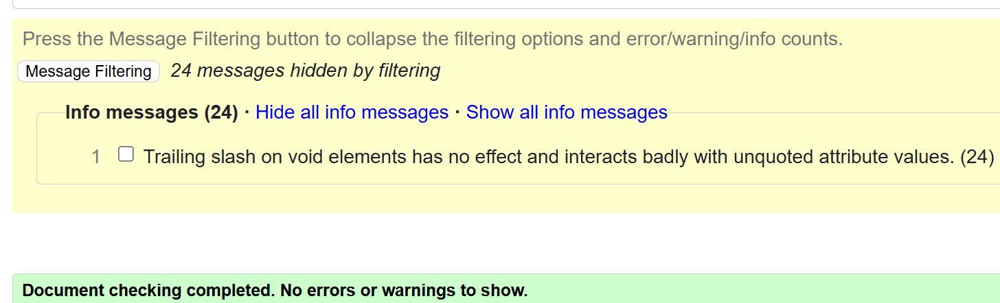 Press the Message Filtering button to collapse the filtering options and error/warning/info counts.
Message Filtering 24 messages hidden by filtering
Info messages (24) · Hide all info messages · Show all info messages
1 Trailing slash on void elements has no effect and interacts badly with unquoted attribute values. (24)
Document checking completed. No errors or warnings to show.